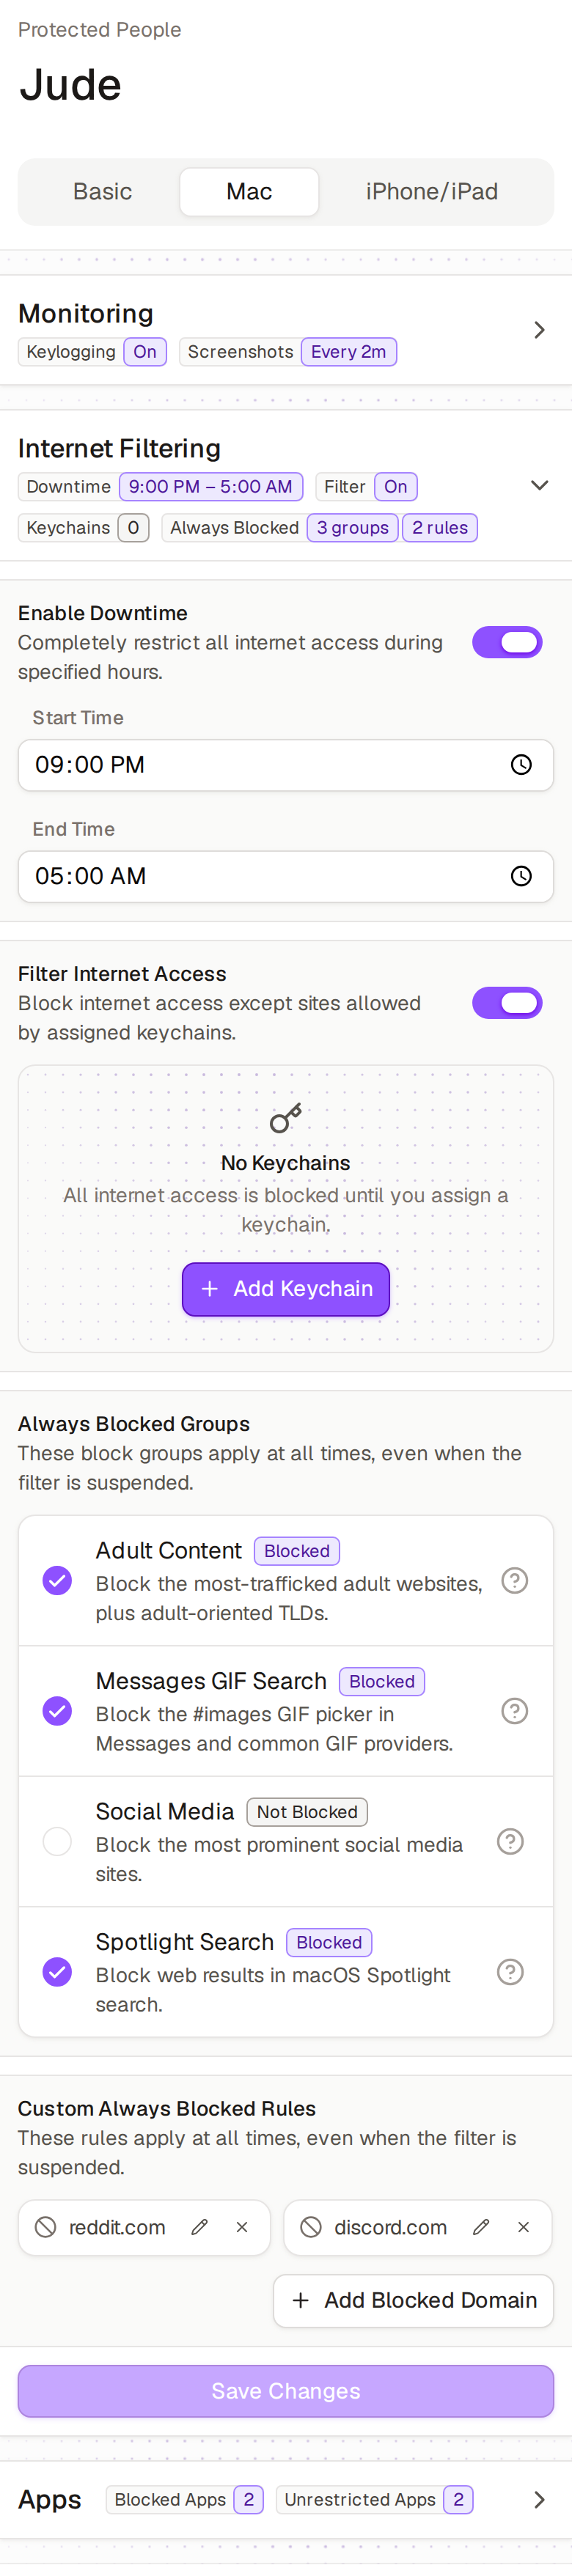 Protected People
Jude
Basic Mac iPhone/iPad
Monitoring
Keylogging On Screenshots Every 2m
Internet Filtering
Downtime 9:00 PM – 5:00 AM Filter On
Keychains 0 Always Blocked 3 groups 2 rules
Enable Downtime
Completely restrict all internet access during
specified hours.
Start Time
09:00 PM
End Time
05:00 AM
Filter Internet Access
Block internet access except sites allowed
by assigned keychains.
No Keychains
All internet access is blocked until you assign a
keychain.
+ Add Keychain
Always Blocked Groups
These block groups apply at all times, even when the
filter is suspended.
Adult Content Blocked
Block the most-trafficked adult websites,
plus adult-oriented TLDs.
Messages GIF Search Blocked
Block the #images GIF picker in
Messages and common GIF providers.
Social Media Not Blocked
Block the most prominent social media
sites.
Spotlight Search Blocked
Block web results in macOS Spotlight
search.
Custom Always Blocked Rules
These rules apply at all times, even when the filter is
suspended.
reddit.com discord.com
+ Add Blocked Domain
Save Changes
Apps Blocked Apps 2 Unrestricted Apps 2